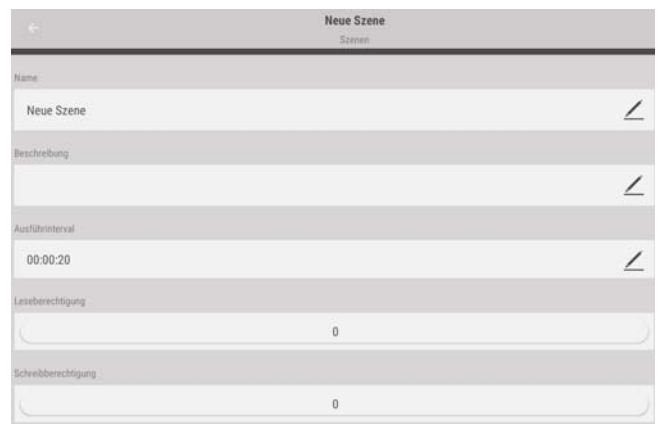 Neue Szene
Szenen
Name
Neue Szene
Beschreibung
Ausführinterval
00:00:20
Leseberechtigung
0
Schreibberechtigung
0